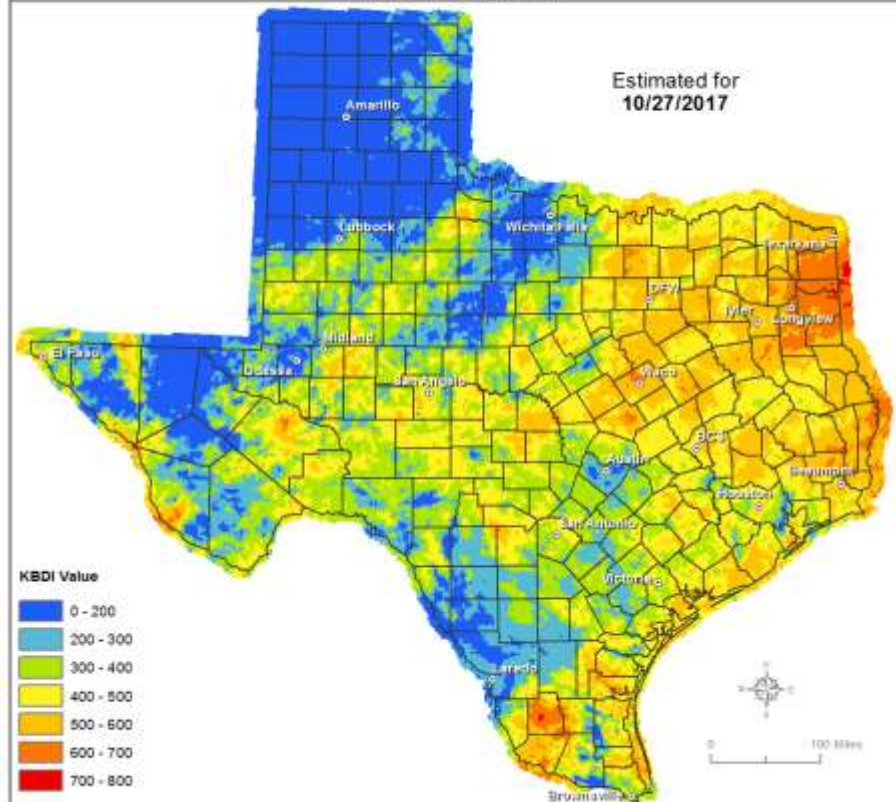 Estimated for
10/27/2017
Amarillo
Lubbock
Wichita Falls
Texarkana
DFW
Tyler
Longview
El Paso
Midland
Odessa
San Angelo
Waco
BCS
Austin
Beaumont
Houston
San Antonio
Victoria
Laredo
Brownsville
KBDI Value
0 - 200
200 - 300
300 - 400
400 - 500
500 - 600
600 - 700
700 - 800
0 100 Miles